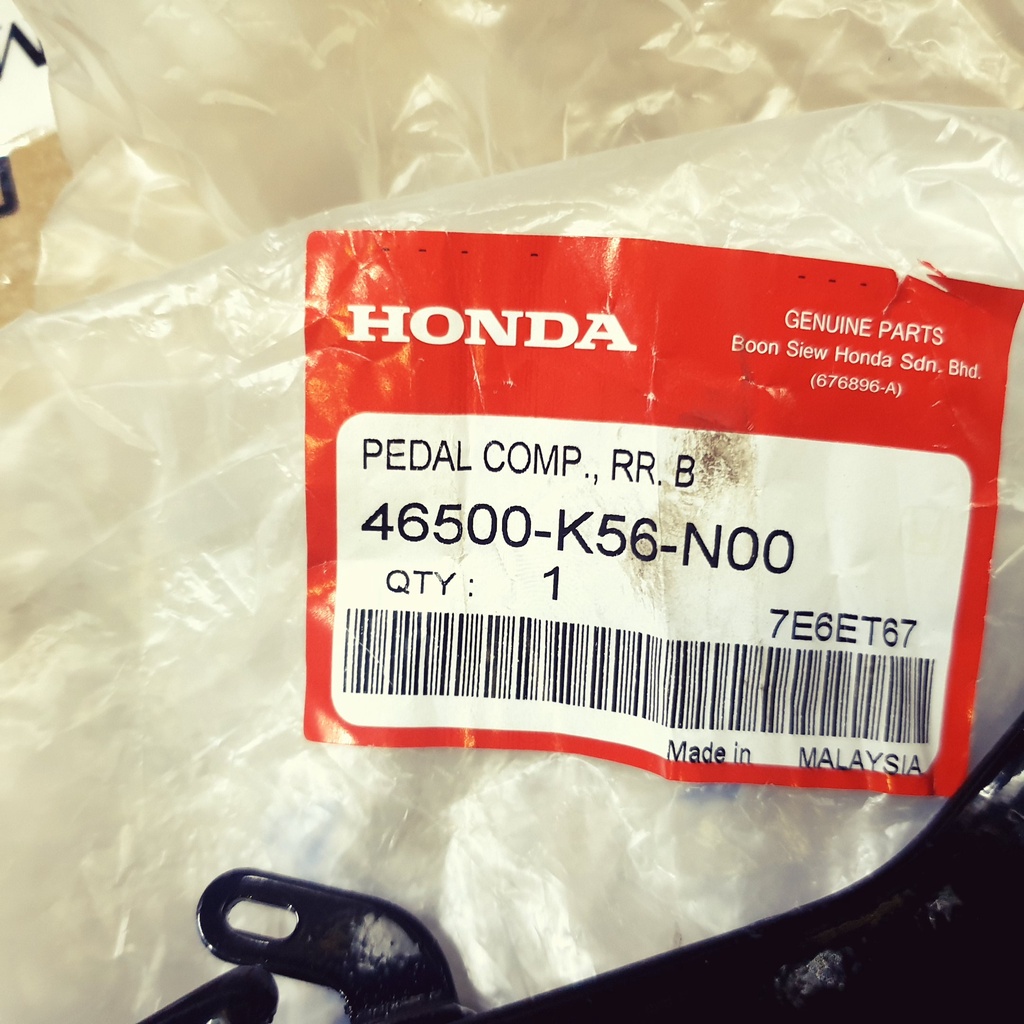 HONDA
GENUINE PARTS
Boon Siew Honda Sdn. Bhd.
(676896-A)
PEDAL COMP., RR. B
46500-K56-N00
QTY : 1
7E6ET67
Made in MALAYSIA